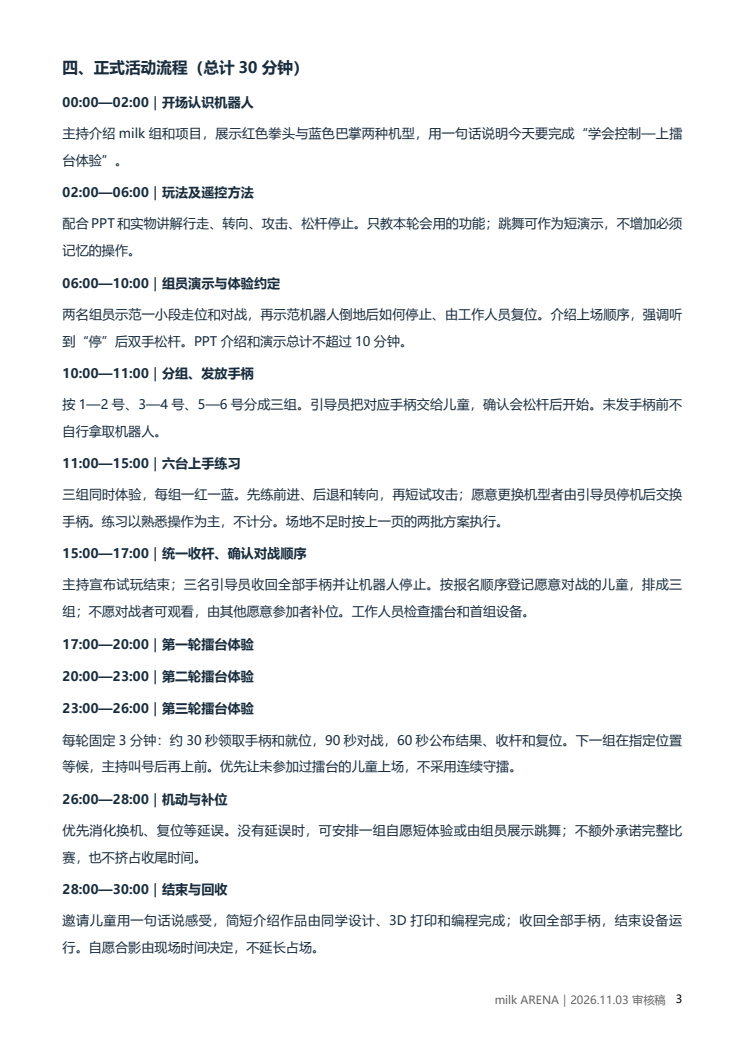 四、正式活动流程（总计 30 分钟）
00:00—02:00｜开场认识机器人
主持介绍 milk 组和项目，展示红色拳头与蓝色巴掌两种机型，用一句话说明今天要完成“学会控制—上擂
台体验”。
02:00—06:00｜玩法及遥控方法
配合 PPT 和实物讲解行走、转向、攻击、松杆停止。只教本轮会用的功能；跳舞可作为短演示，不增加必须
记忆的操作。
06:00—10:00｜组员演示与体验约定
两名组员示范一小段走位和对战，再示范机器人倒地后如何停止、由工作人员复位。介绍上场顺序，强调听
到“停”后双手松杆。PPT 介绍和演示总计不超过 10 分钟。
10:00—11:00｜分组、发放手柄
按 1—2 号、3—4 号、5—6 号分成三组。引导员把对应手柄交给儿童，确认会松杆后开始。未发手柄前不
自行拿取机器人。
11:00—15:00｜六台上手练习
三组同时体验，每组一红一蓝。先练前进、后退和转向，再短试攻击；愿意更换机型者由引导员停机后交换
手柄。练习以熟悉操作为主，不计分。场地不足时按上一页的两批方案执行。
15:00—17:00｜统一收杆、确认对战顺序
主持宣布试玩结束；三名引导员收回全部手柄并让机器人停止。按报名顺序登记愿意对战的儿童，排成三
组；不愿对战者可观看，由其他愿意参加者补位。工作人员检查擂台和首组设备。
17:00—20:00｜第一轮擂台体验
20:00—23:00｜第二轮擂台体验
23:00—26:00｜第三轮擂台体验
每轮固定 3 分钟：约 30 秒领取手柄和就位，90 秒对战，60 秒公布结果、收杆和复位。下一组在指定位置
等候，主持叫号后再上前。优先让未参加过擂台的儿童上场，不采用连续守擂。
26:00—28:00｜机动与补位
优先消化换机、复位等延误。没有延误时，可安排一组自愿短体验或由组员展示跳舞；不额外承诺完整比
赛，也不挤占收尾时间。
28:00—30:00｜结束与回收
邀请儿童用一句话说感受，简短介绍作品由同学设计、3D 打印和编程完成；收回全部手柄，结束设备运
行。自愿合影由现场时间决定，不延长占场。
milk ARENA｜2026.11.03 审核稿 3